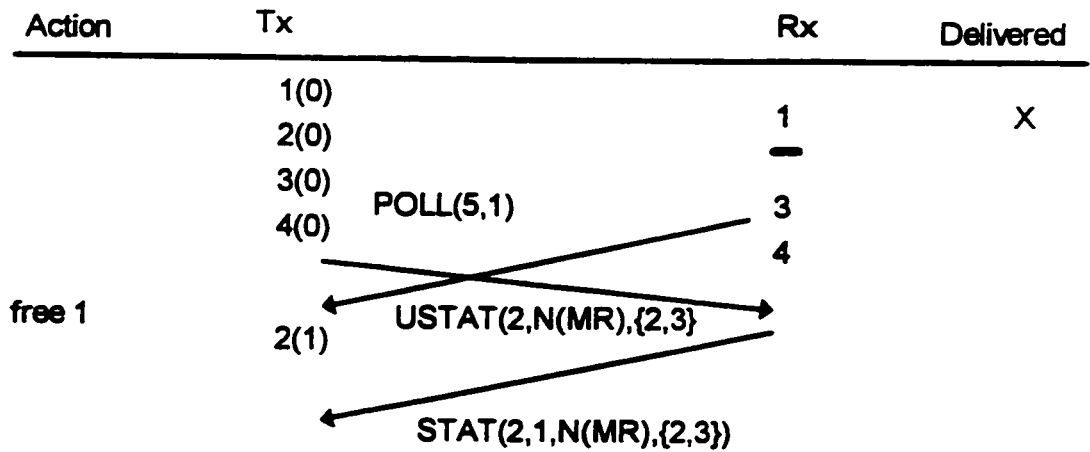 Action Tx Rx Delivered
1(0)
1 X
2(0)
3(0)
POLL(5,1) 3
4(0)
4
free 1 USTAT(2,N(MR),{2,3}
2(1)
STAT(2,1,N(MR),{2,3})